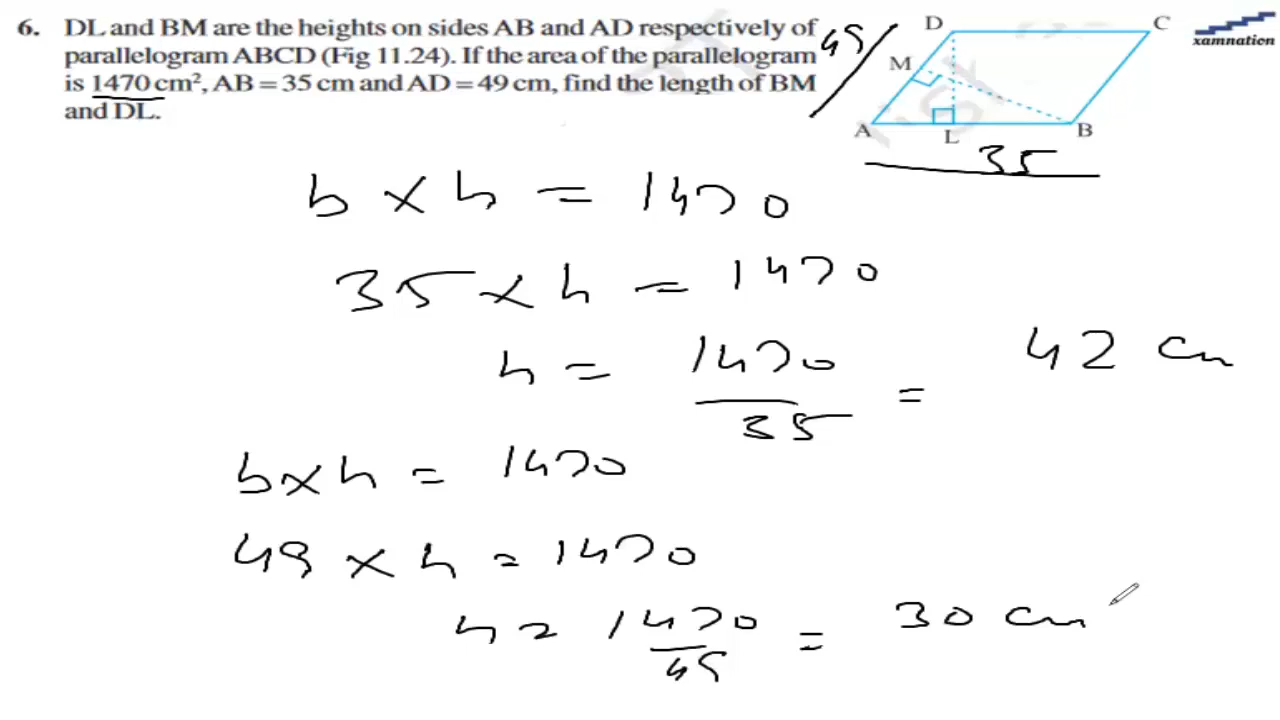 6. DL and BM are the heights on sides AB and AD respectively of
parallelogram ABCD (Fig 11.24). If the area of the parallelogram
is 1470 cm², AB = 35 cm and AD = 49 cm, find the length of BM
and DL.
D
C
xamnation
49
M
A
L
B
35
b × h = 1470
35 × h = 1470
h = 1470/35 = 42 cm
b × h = 1470
49 × h = 1470
h = 1470/49 = 30 cm